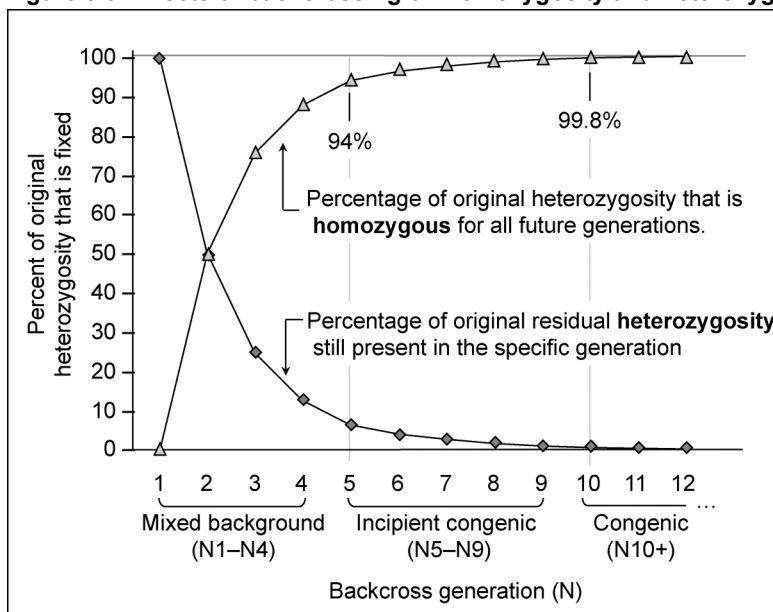 100
90
80
70
60
50
40
30
20
10
0
Percent of original
heterozygosity that is fixed
94%
99.8%
Percentage of original heterozygosity that is
homozygous for all future generations.
Percentage of original residual heterozygosity
still present in the specific generation
1 2 3 4 5 6 7 8 9 10 11 12
...
Mixed background
(N1–N4)
Incipient congenic
(N5–N9)
Congenic
(N10+)
Backcross generation (N)